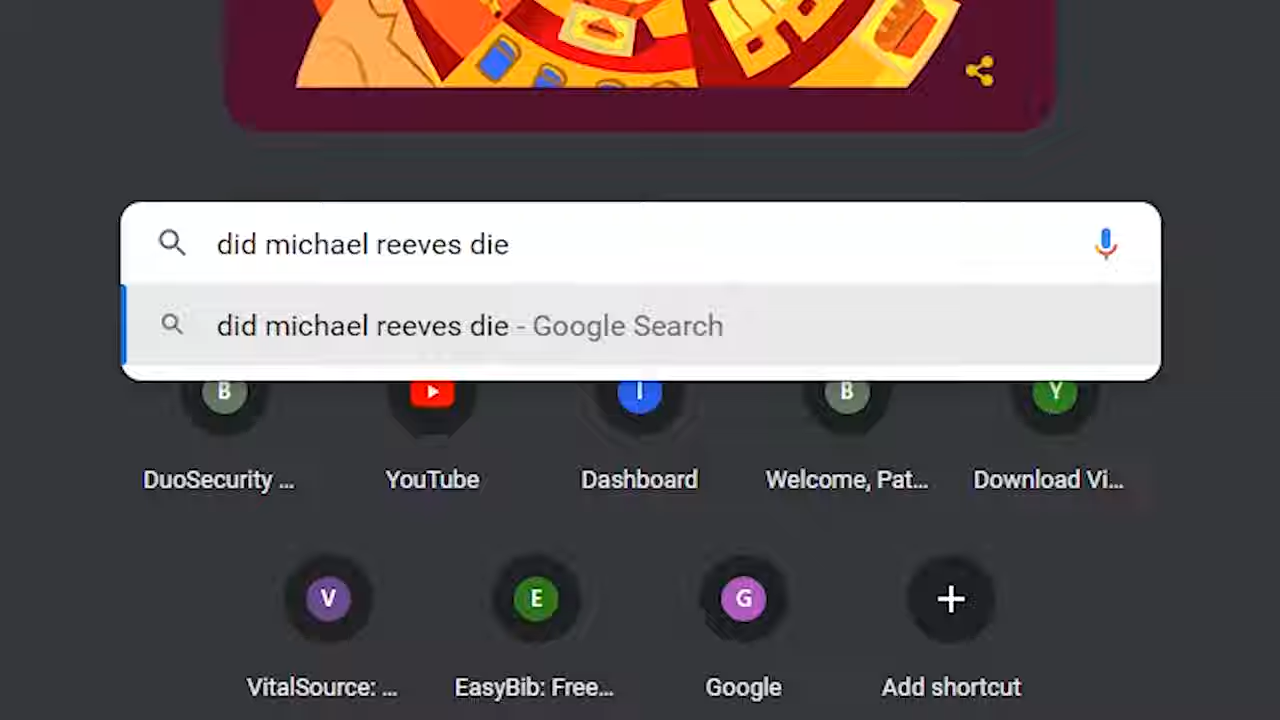 did michael reeves die
did michael reeves die - Google Search
B I B Y
DuoSecurity ... YouTube Dashboard Welcome, Pat... Download Vi...
V E G
VitalSource: ... EasyBib: Free... Google Add shortcut